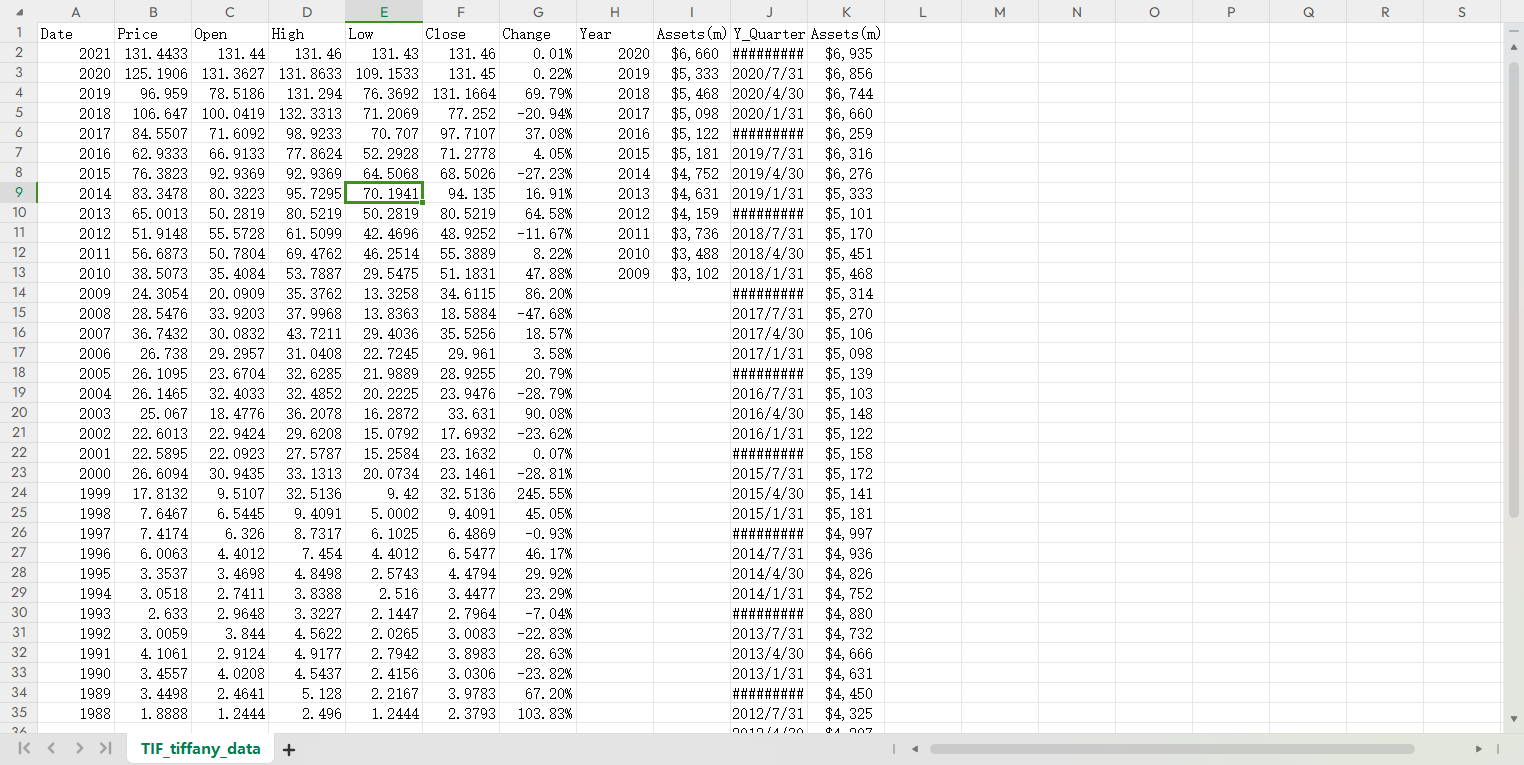 A B C D E F G H I J K L M N O P Q R S
1 Date Price Open High Low Close Change Year Assets(m) Y_Quarter Assets(m)
2 2021 131.4433 131.44 131.46 131.43 131.46 0.01% 2020 $6,660 ######### $6,935
3 2020 125.1906 131.3627 131.8633 109.1533 131.45 0.22% 2019 $5,333 2020/7/31 $6,856
4 2019 96.959 78.5186 131.294 76.3692 131.1664 69.79% 2018 $5,468 2020/4/30 $6,744
5 2018 106.647 100.0419 132.3313 71.2069 77.252 -20.94% 2017 $5,098 2020/1/31 $6,660
6 2017 84.5507 71.6092 98.9233 70.707 97.7107 37.08% 2016 $5,122 ######### $6,259
7 2016 62.9333 66.9133 77.8624 52.2928 71.2778 4.05% 2015 $5,181 2019/7/31 $6,316
8 2015 76.3823 92.9369 92.9369 64.5068 68.5026 -27.23% 2014 $4,752 2019/4/30 $6,276
9 2014 83.3478 80.3223 95.7295 70.1941 94.135 16.91% 2013 $4,631 2019/1/31 $5,333
10 2013 65.0013 50.2819 80.5219 50.2819 80.5219 64.58% 2012 $4,159 ######### $5,101
11 2012 51.9148 55.5728 61.5099 42.4696 48.9252 -11.67% 2011 $3,736 2018/7/31 $5,170
12 2011 56.6873 50.7804 69.4762 46.2514 55.3889 8.22% 2010 $3,488 2018/4/30 $5,451
13 2010 38.5073 35.4084 53.7887 29.5475 51.1831 47.88% 2009 $3,102 2018/1/31 $5,468
14 2009 24.3054 20.0909 35.3762 13.3258 34.6115 86.20% ######### $5,314
15 2008 28.5476 33.9203 37.9968 13.8363 18.5884 -47.68% 2017/7/31 $5,270
16 2007 36.7432 30.0832 43.7211 29.4036 35.5256 18.57% 2017/4/30 $5,106
17 2006 26.738 29.2957 31.0408 22.7245 29.961 3.58% 2017/1/31 $5,098
18 2005 26.1095 23.6704 32.6285 21.9889 28.9255 20.79% ######### $5,139
19 2004 26.1465 32.4033 32.4852 20.2225 23.9476 -28.79% 2016/7/31 $5,103
20 2003 25.067 18.4776 36.2078 16.2872 33.631 90.08% 2016/4/30 $5,148
21 2002 22.6013 22.9424 29.6208 15.0792 17.6932 -23.62% 2016/1/31 $5,122
22 2001 22.5895 22.0923 27.5787 15.2584 23.1632 0.07% ######### $5,158
23 2000 26.6094 30.9435 33.1313 20.0734 23.1461 -28.81% 2015/7/31 $5,172
24 1999 17.8132 9.5107 32.5136 9.42 32.5136 245.55% 2015/4/30 $5,141
25 1998 7.6467 6.5445 9.4091 5.0002 9.4091 45.05% 2015/1/31 $5,181
26 1997 7.4174 6.326 8.7317 6.1025 6.4869 -0.93% ######### $4,997
27 1996 6.0063 4.4012 7.454 4.4012 6.5477 46.17% 2014/7/31 $4,936
28 1995 3.3537 3.4698 4.8498 2.5743 4.4794 29.92% 2014/4/30 $4,826
29 1994 3.0518 2.7411 3.8388 2.516 3.4477 23.29% 2014/1/31 $4,752
30 1993 2.633 2.9648 3.3227 2.1447 2.7964 -7.04% ######### $4,880
31 1992 3.0059 3.844 4.5622 2.0265 3.0083 -22.83% 2013/7/31 $4,732
32 1991 4.1061 2.9124 4.9177 2.7942 3.8983 28.63% 2013/4/30 $4,666
33 1990 3.4557 4.0208 4.5437 2.4156 3.0306 -23.82% 2013/1/31 $4,631
34 1989 3.4498 2.4641 5.128 2.2167 3.9783 67.20% ######### $4,450
35 1988 1.8888 1.2444 2.496 1.2444 2.3793 103.83% 2012/7/31 $4,325
TIF_tiffany_data